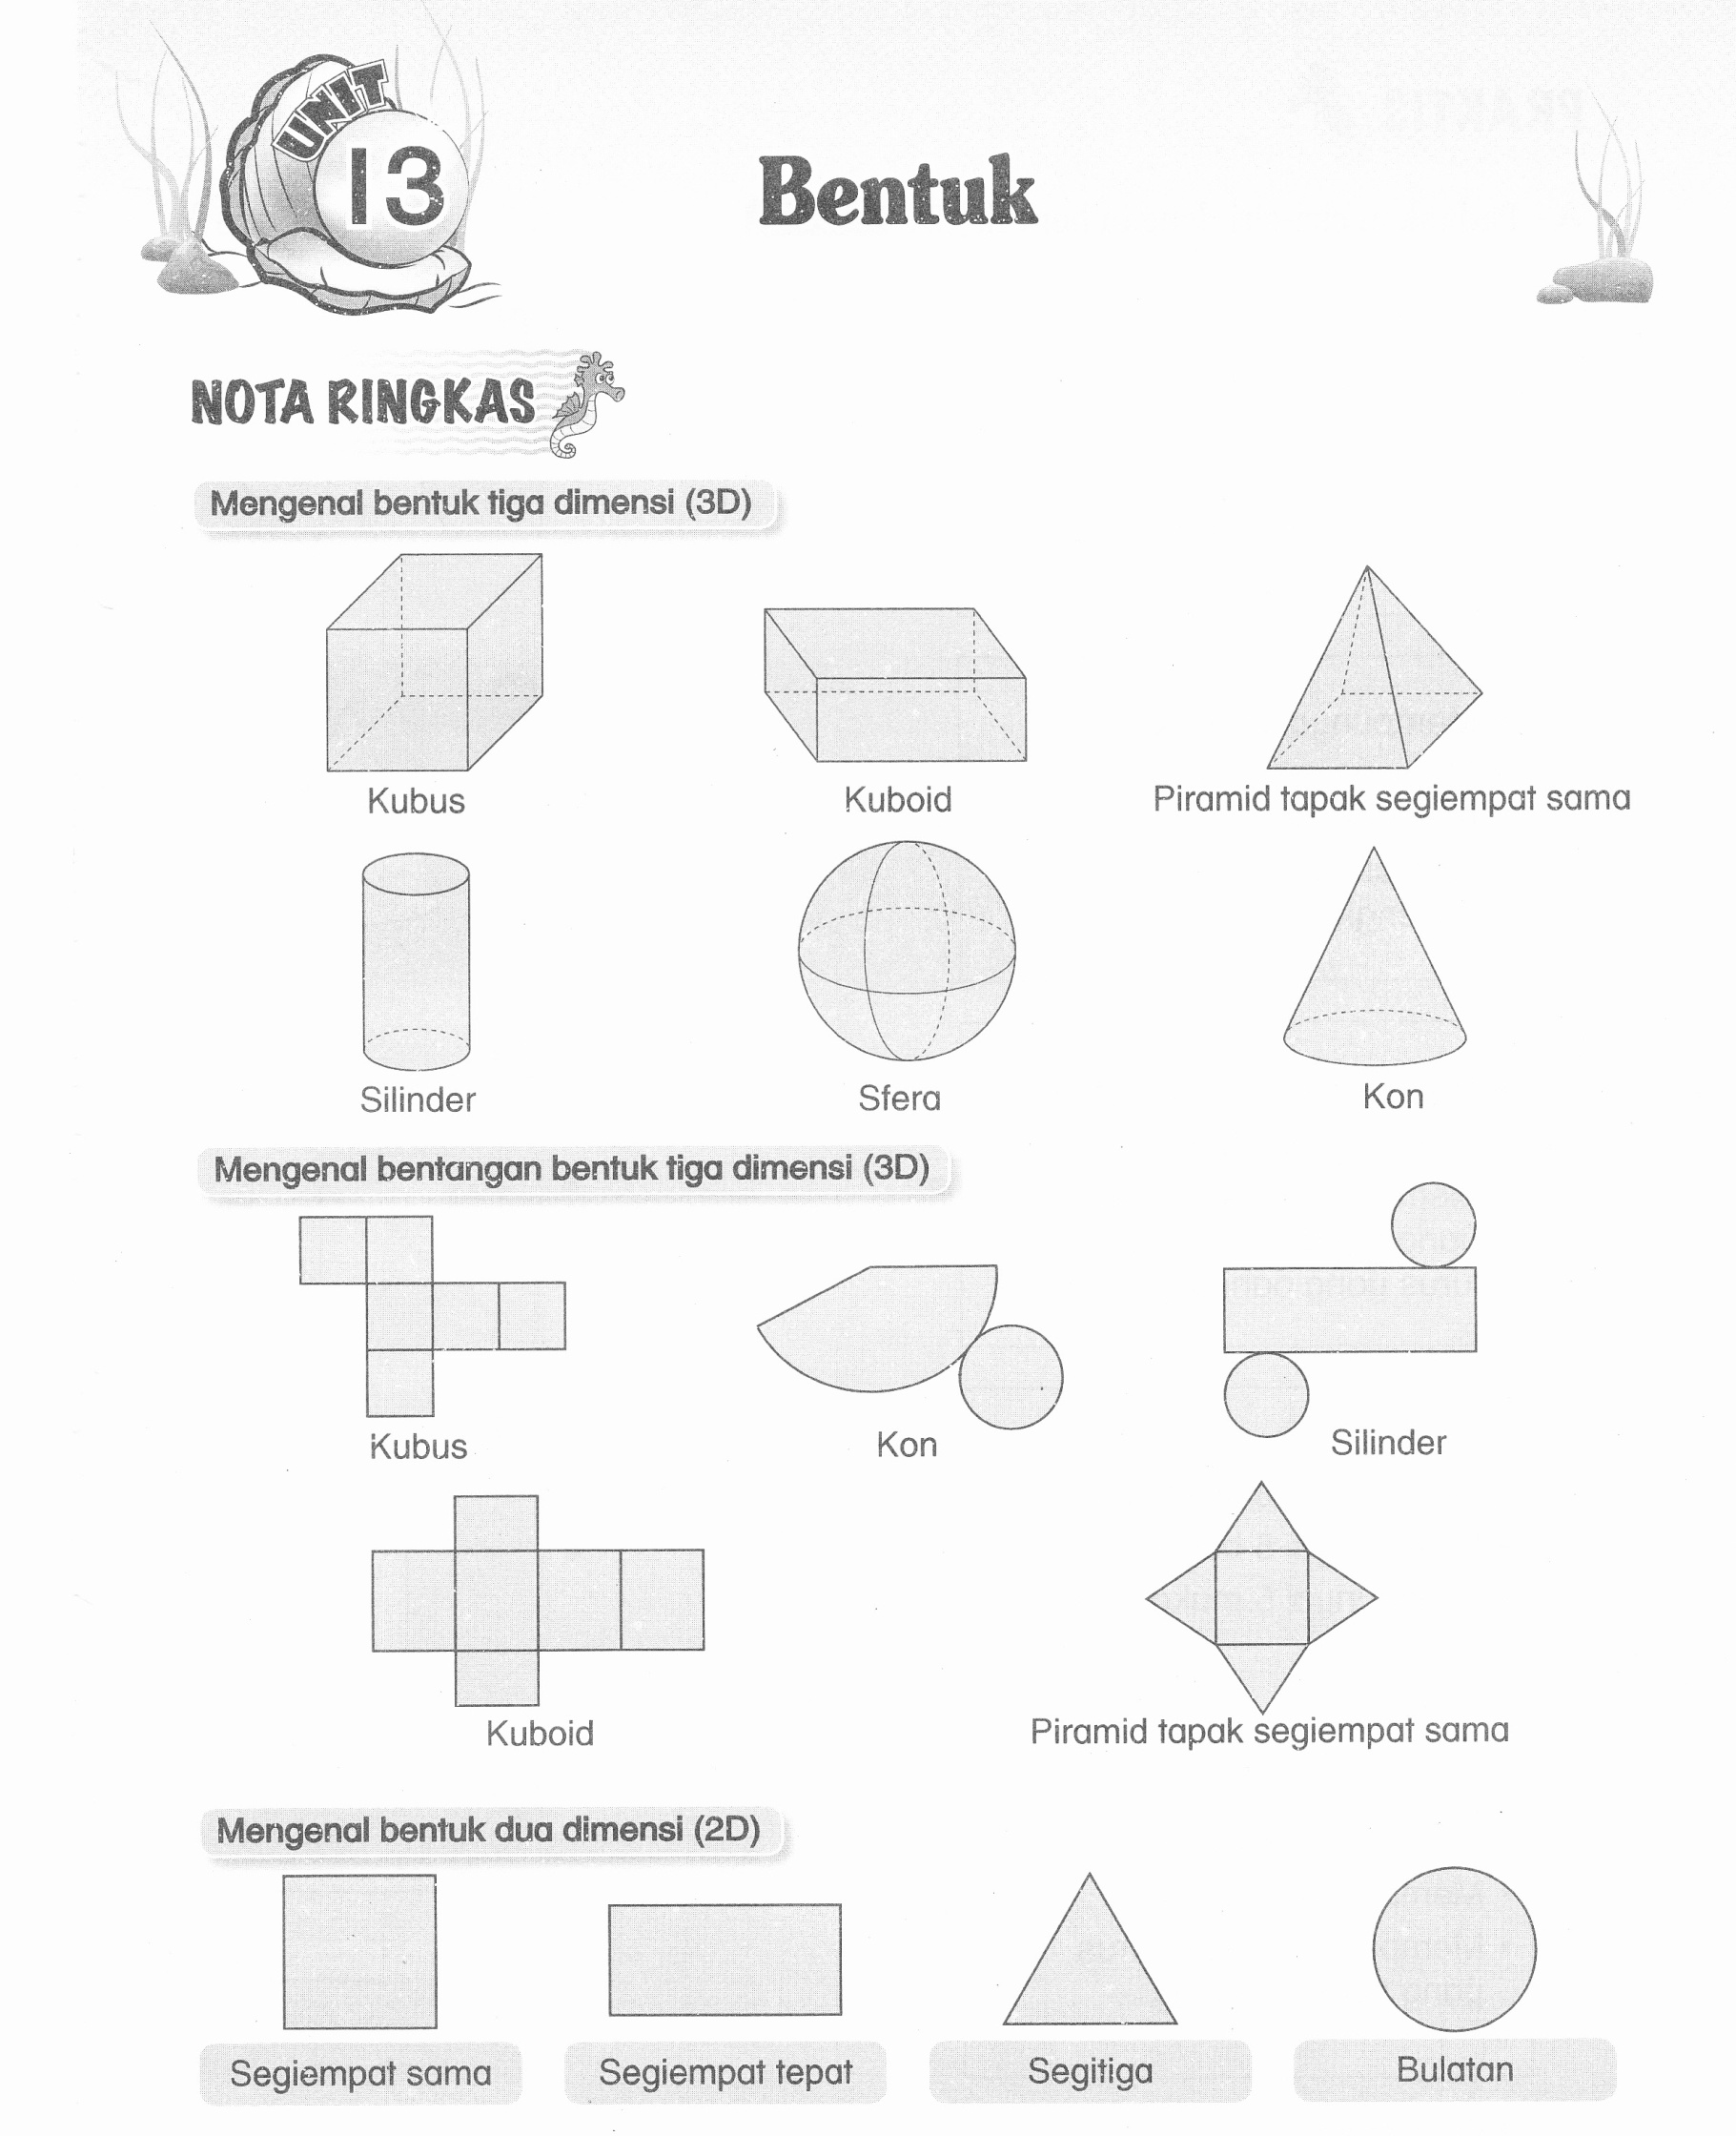 UNIT
13
Bentuk
NOTA RINGKAS
Mengenal bentuk tiga dimensi (3D)
Kubus
Kuboid
Piramid tapak segiempat sama
Silinder
Sfera
Kon
Mengenal bentangan bentuk tiga dimensi (3D)
Kubus
Kon
Silinder
Kuboid
Piramid tapak segiempat sama
Mengenal bentuk dua dimensi (2D)
Segiempat sama
Segiempat tepat
Segitiga
Bulatan